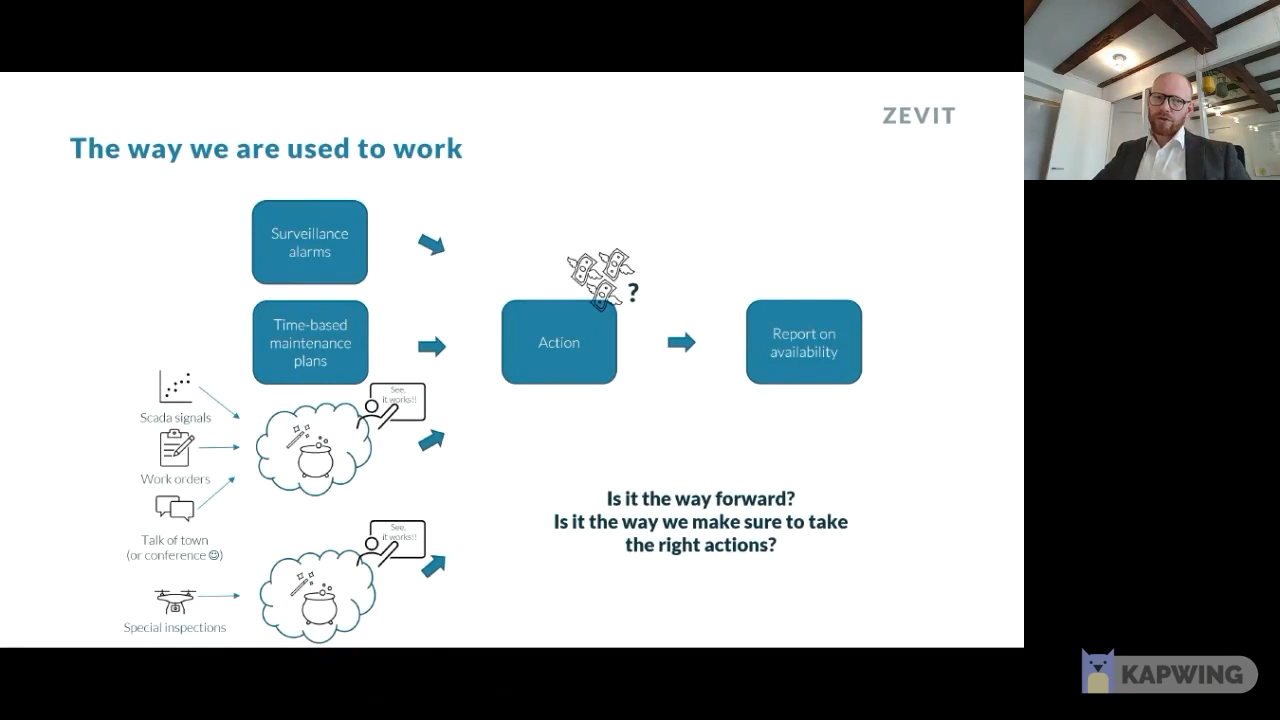 ZEVIT
The way we are used to work
Surveillance
alarms
?
Time-based
maintenance
plans
Action
Report on
availability
See,
it works!!
Scada signals
Work orders
Talk of town
(or conference ☺)
Is it the way forward?
Is it the way we make sure to take
the right actions?
See,
it works!!
Special inspections
KAPWING